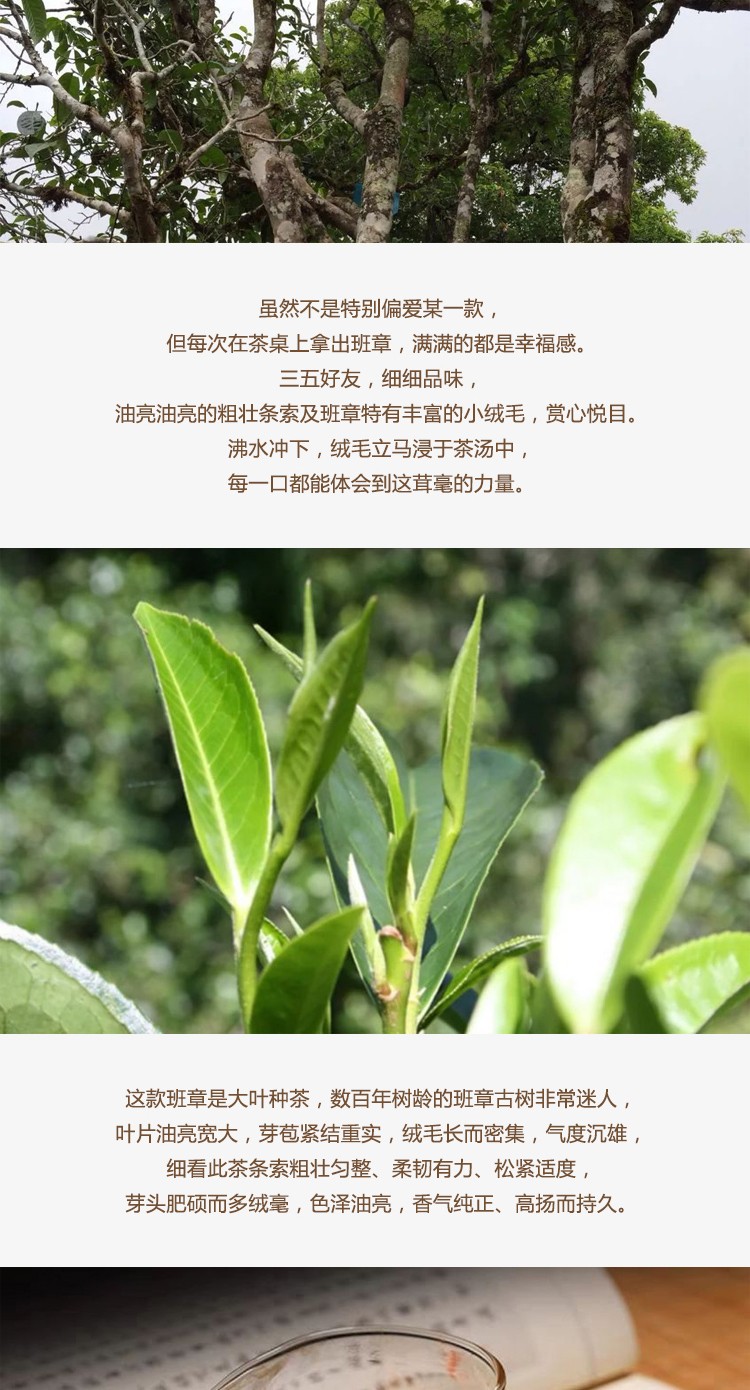 虽然不是特别偏爱某一款，
但每次在茶桌上拿出班章，满满的都是幸福感。
三五好友，细细品味，
油亮油亮的粗壮条索及班章特有丰富的小绒毛，赏心悦目。
沸水冲下，绒毛立马浸于茶汤中，
每一口都能体会到这茸毫的力量。
这款班章是大叶种茶，数百年树龄的班章古树非常迷人，
叶片油亮宽大，芽苞紧结重实，绒毛长而密集，气度沉雄，
细看此茶条索粗壮匀整、柔韧有力、松紧适度，
芽头肥硕而多绒毫，色泽油亮，香气纯正、高扬而持久。